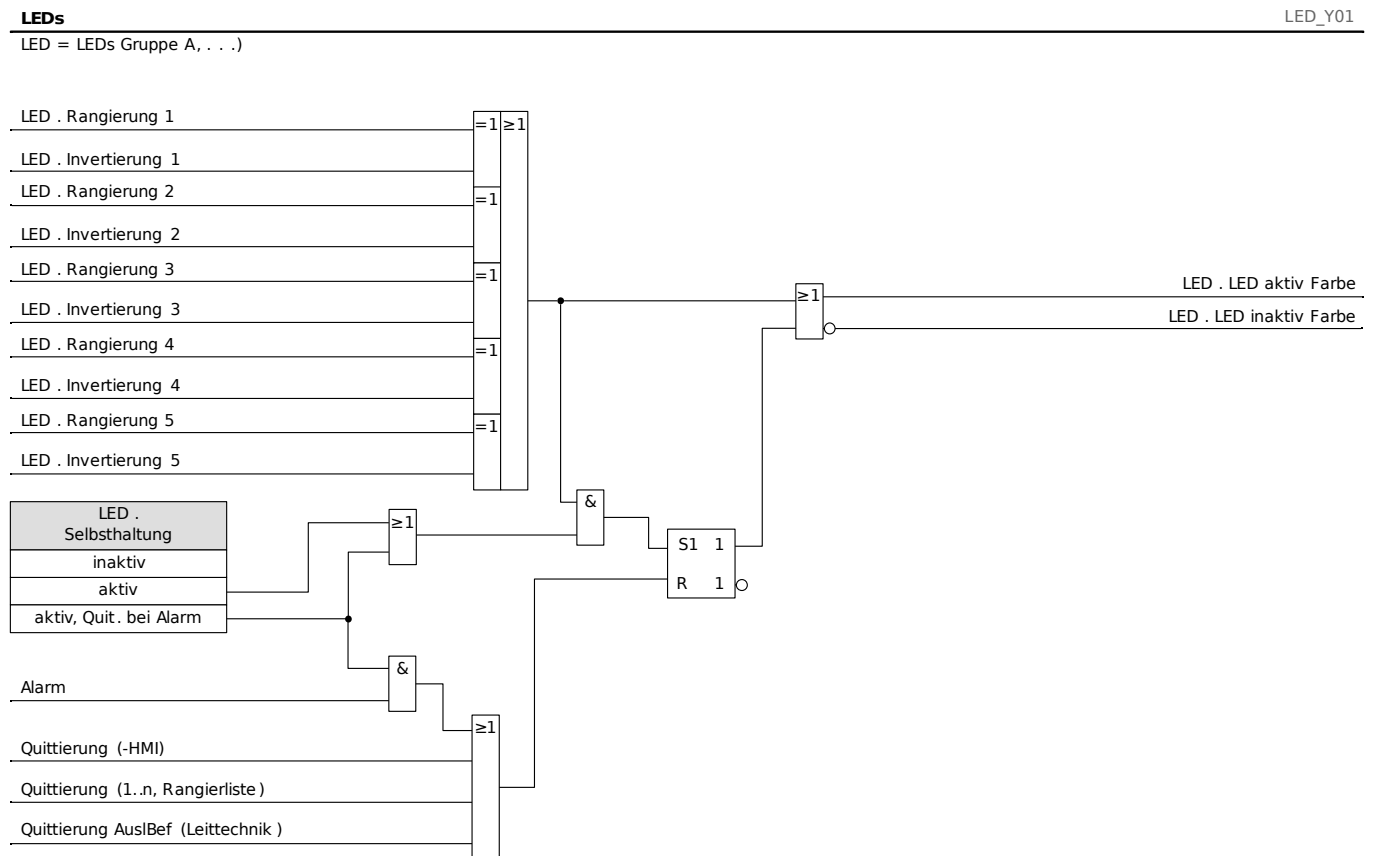 LEDs
LED_Y01
LED = LEDs Gruppe A, . . .)
LED . Rangierung 1
=1
≥1
LED . Invertierung 1
LED . Rangierung 2
=1
LED . Invertierung 2
LED . Rangierung 3
=1
LED . Invertierung 3
LED . Rangierung 4
=1
LED . Invertierung 4
LED . Rangierung 5
=1
LED . Invertierung 5
≥1
LED . LED aktiv Farbe
LED . LED inaktiv Farbe
LED .
Selbsthaltung
inaktiv
aktiv
aktiv, Quit. bei Alarm
≥1
&
S1 1
R 1
&
Alarm
≥1
Quittierung (-HMI)
Quittierung (1..n, Rangierliste)
Quittierung AuslBef (Leittechnik )